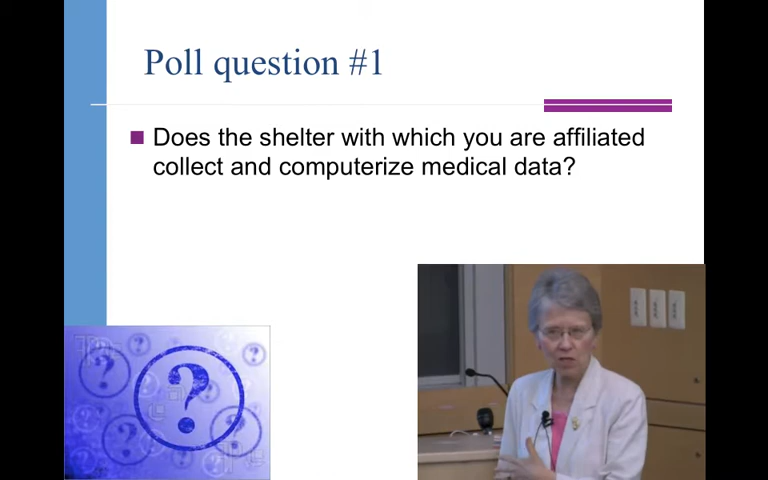 Poll question #1
Does the shelter with which you are affiliated
collect and computerize medical data?